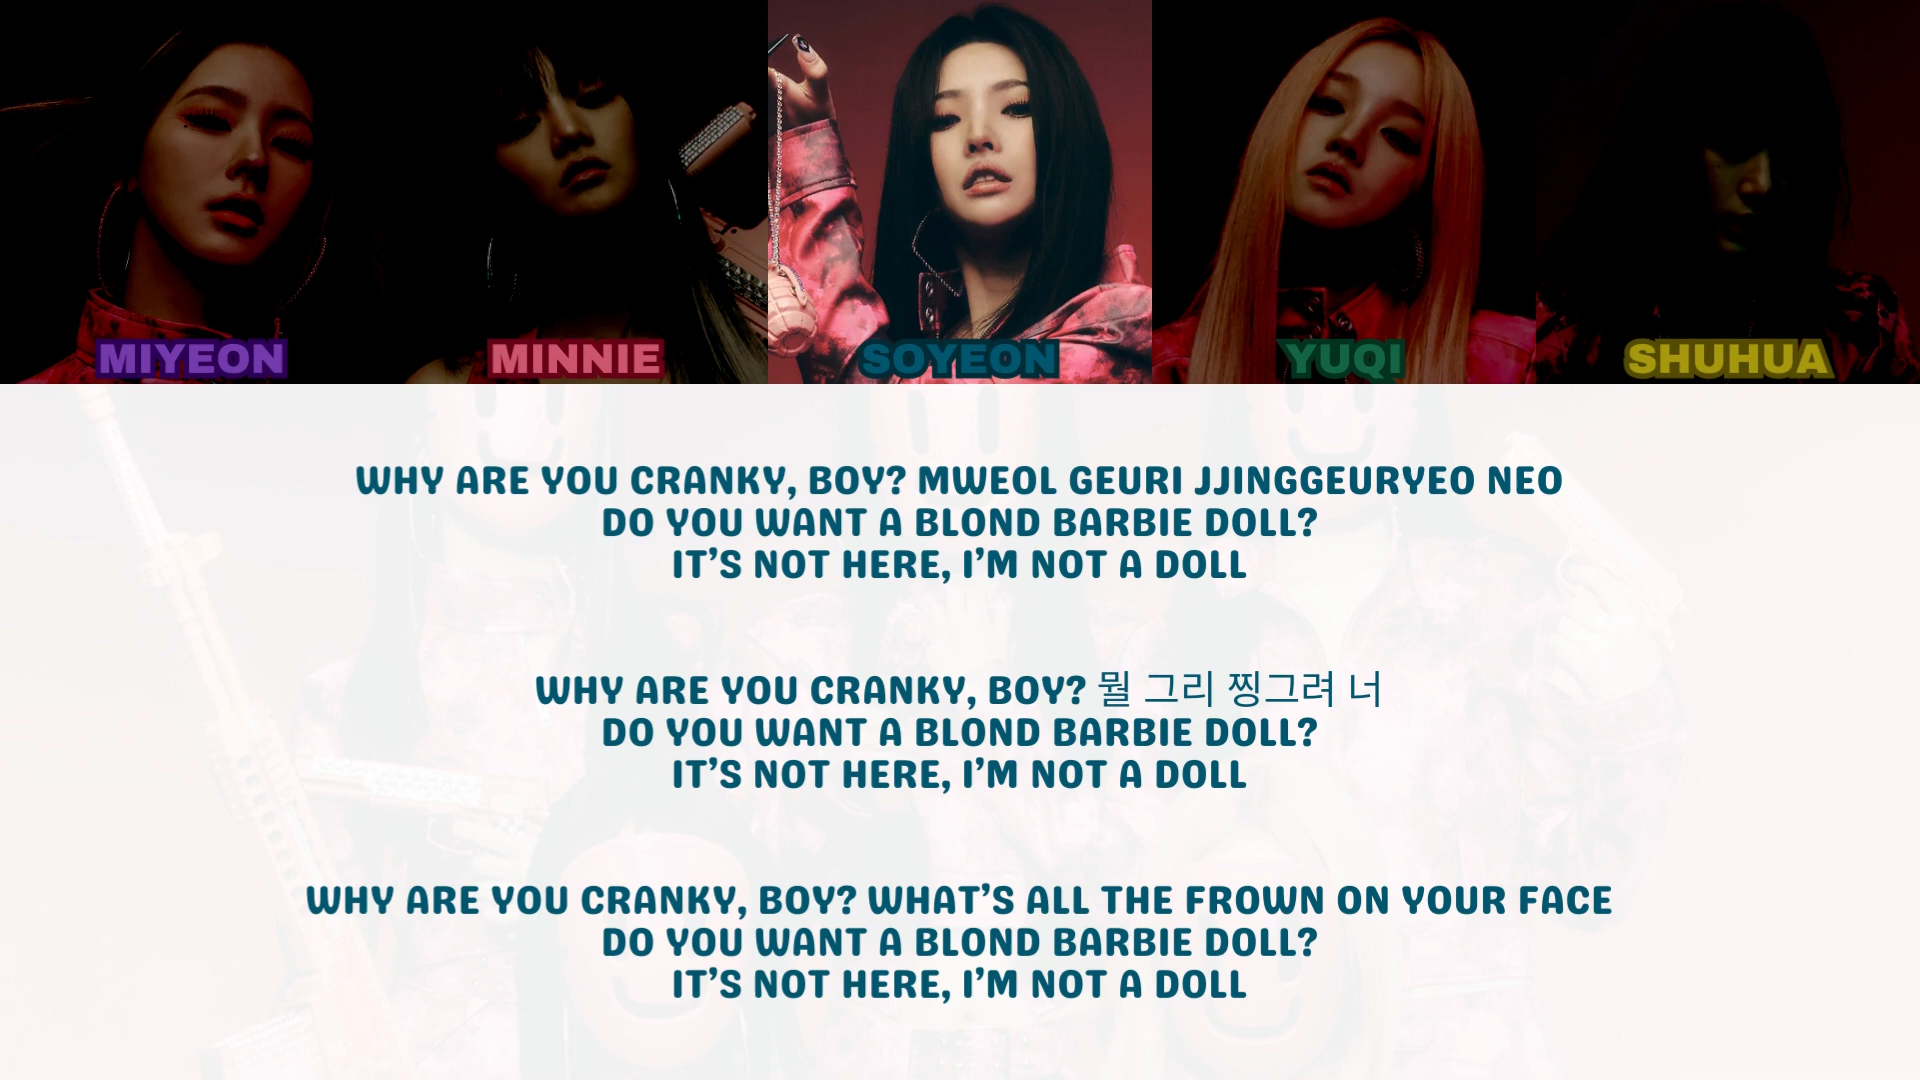 MIYEON
MINNIE
SOYEON
YUQI
SHUHUA
WHY ARE YOU CRANKY, BOY? MWEOL GEURI JJINGGEURYEO NEO
DO YOU WANT A BLOND BARBIE DOLL?
IT’S NOT HERE, I’M NOT A DOLL
WHY ARE YOU CRANKY, BOY? 뭘 그리 찡그려 너
DO YOU WANT A BLOND BARBIE DOLL?
IT’S NOT HERE, I’M NOT A DOLL
WHY ARE YOU CRANKY, BOY? WHAT’S ALL THE FROWN ON YOUR FACE
DO YOU WANT A BLOND BARBIE DOLL?
IT’S NOT HERE, I’M NOT A DOLL